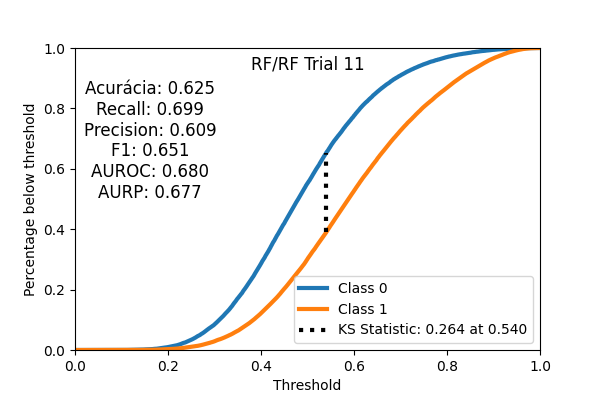 RF/RF Trial 11
Acurácia: 0.625
Recall: 0.699
Precision: 0.609
F1: 0.651
AUROC: 0.680
AURP: 0.677
Percentage below threshold
1.0
0.8
0.6
0.4
0.2
0.0
Class 0
Class 1
KS Statistic: 0.264 at 0.540
0.0 0.2 0.4 0.6 0.8 1.0
Threshold